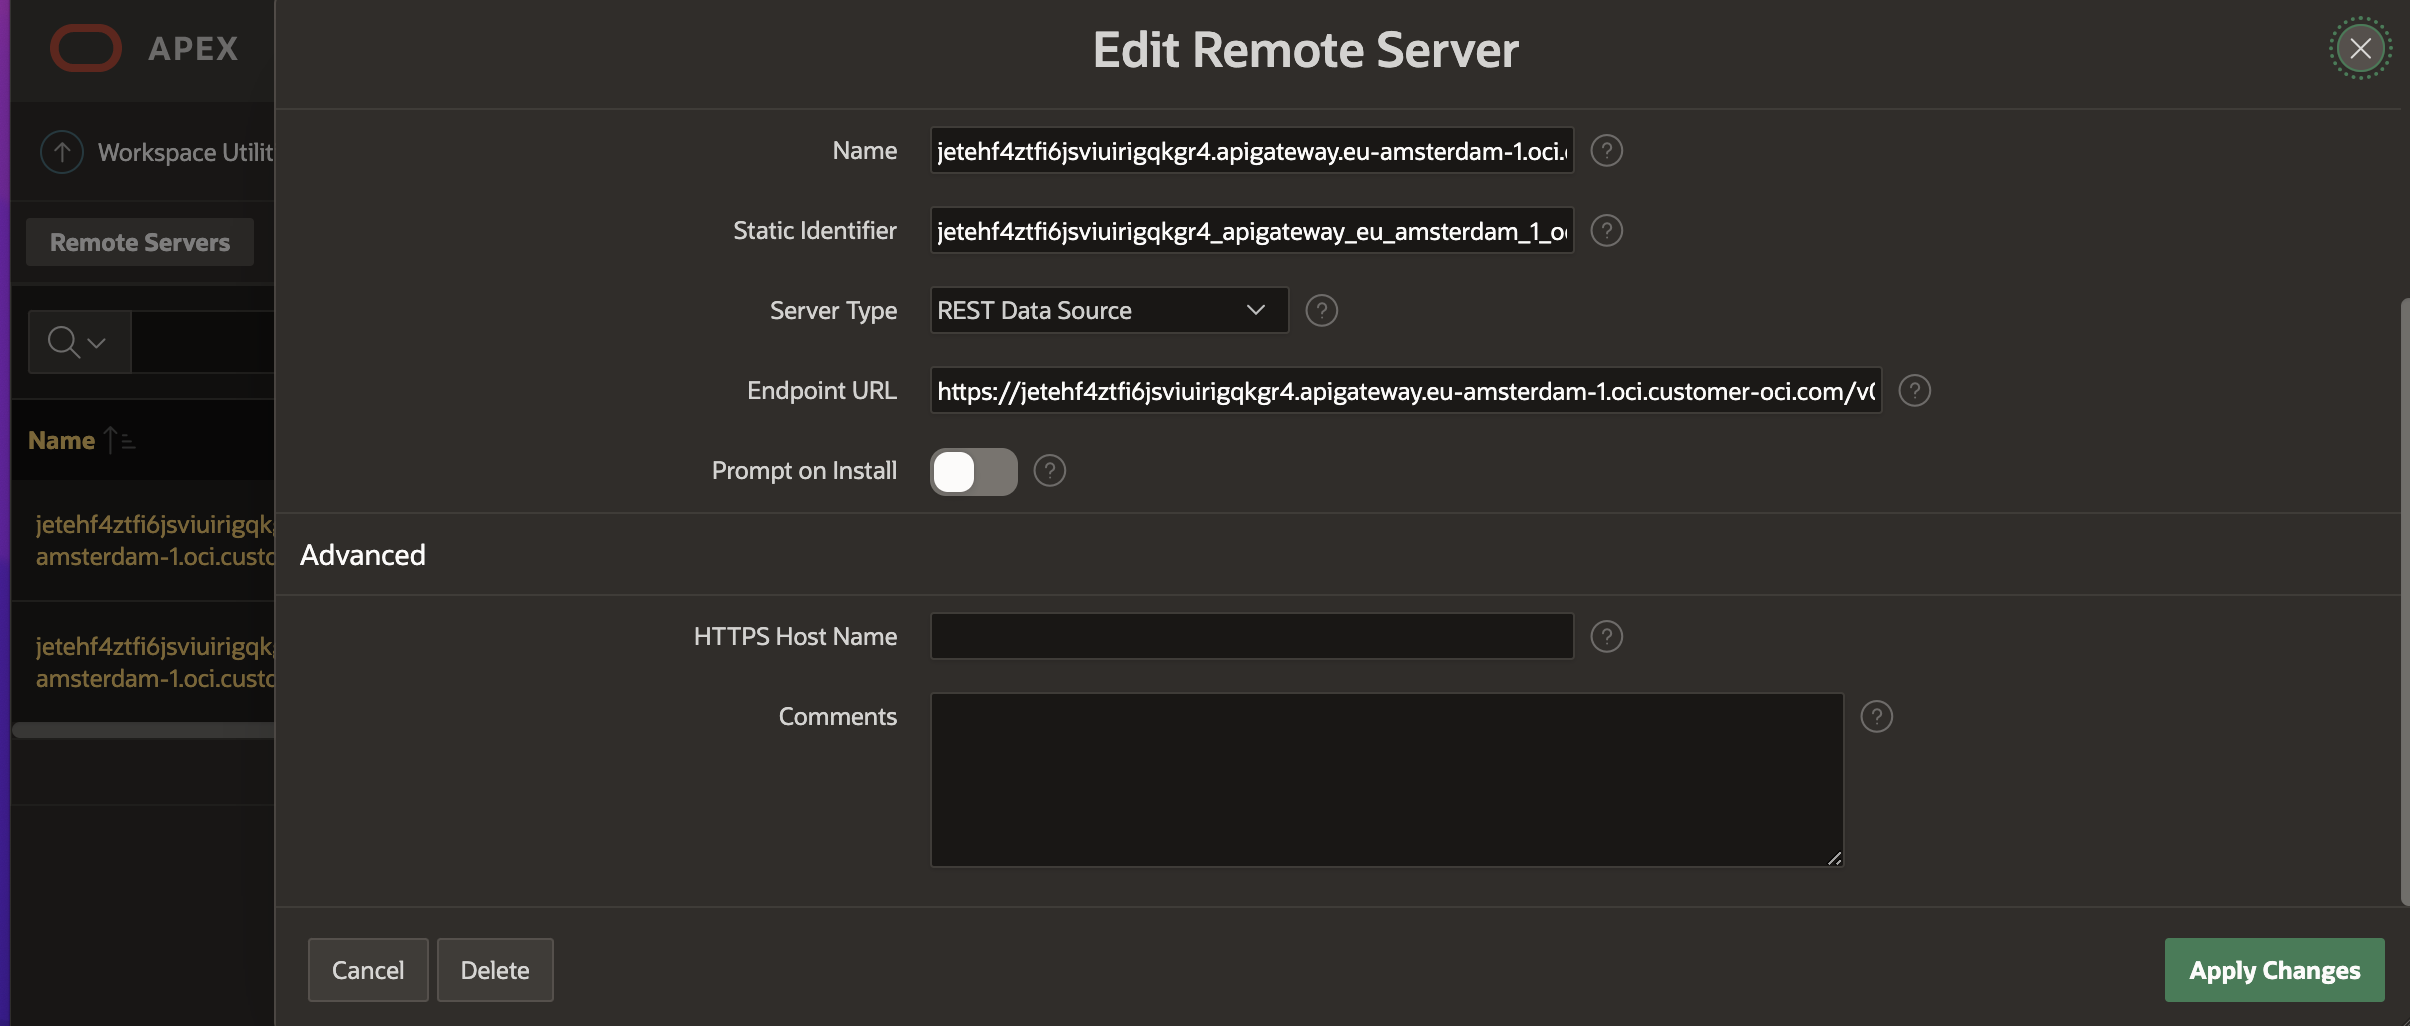 APEX
Edit Remote Server
Workspace Utilit
Remote Servers
Name
jetehf4ztfi6jsviuirigqk
amsterdam-1.oci.custo
jetehf4ztfi6jsviuirigqk
amsterdam-1.oci.custo
Name jetehf4ztfi6jsviuirigqkgr4.apigateway.eu-amsterdam-1.oci. ?
Static Identifier jetehf4ztfi6jsviuirigqkgr4_apigateway_eu_amsterdam_1_o ?
Server Type REST Data Source ?
Endpoint URL https://jetehf4ztfi6jsviuirigqkgr4.apigateway.eu-amsterdam-1.oci.customer-oci.com/v ?
Prompt on Install ?
Advanced
HTTPS Host Name ?
Comments ?
Cancel Delete Apply Changes